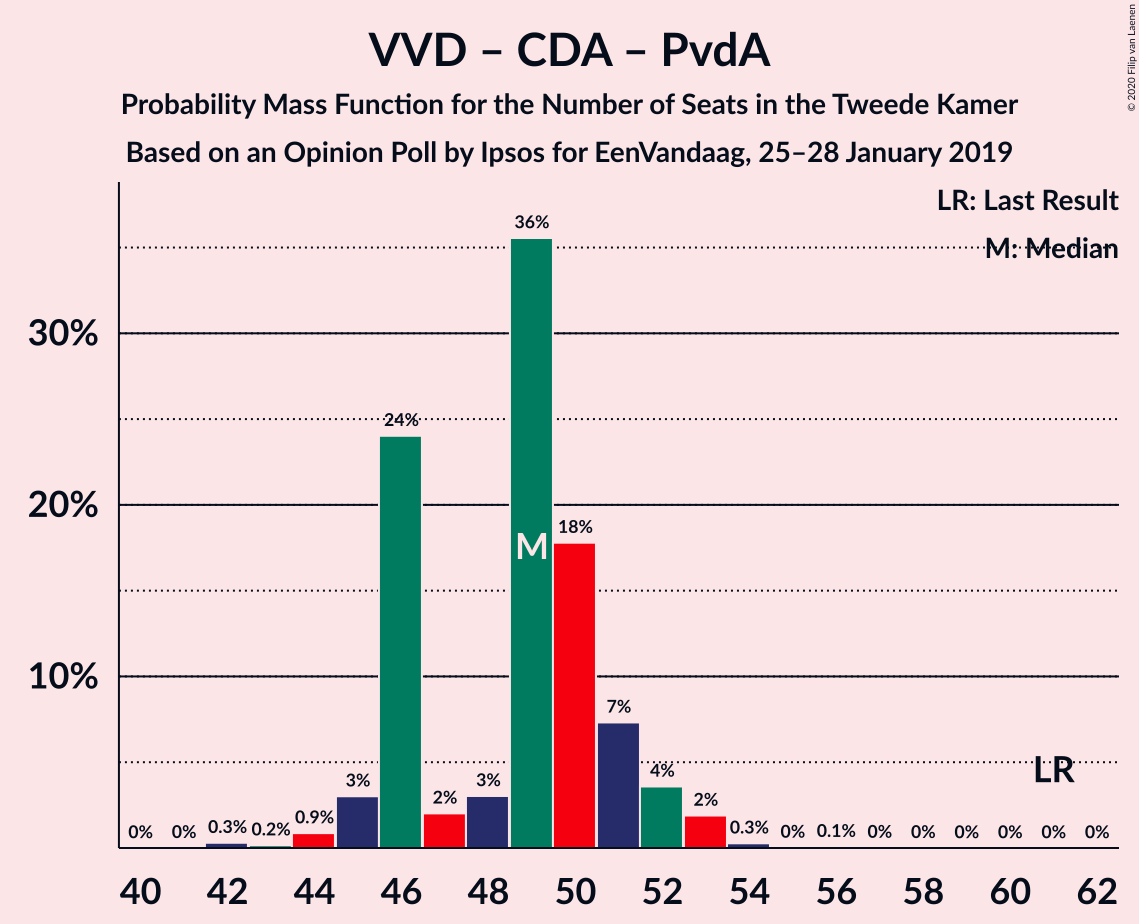 VVD – CDA – PvdA
Probability Mass Function for the Number of Seats in the Tweede Kamer
Based on an Opinion Poll by Ipsos for EenVandaag, 25–28 January 2019
© 2020 Filip van Laenen
LR: Last Result
M: Median
36%
30%
24%
20%
M
18%
10%
7%
LR
4%
3%
3%
2%
2%
0.9%
0% 0% 0.3% 0.2% 0.3% 0% 0.1% 0% 0% 0% 0% 0% 0%
40 42 44 46 48 50 52 54 56 58 60 62